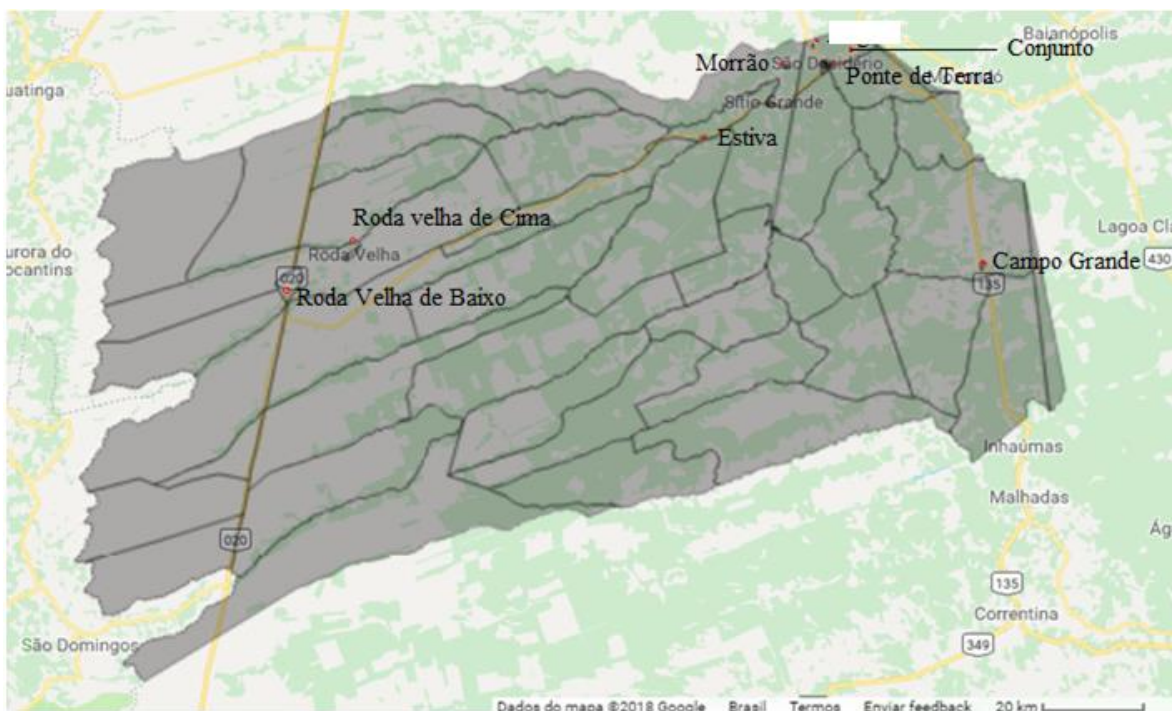 Baianópolis
Conjunto
Morrão
São Desidério
Ponte de Terra
uatinga
Sítio Grande
Estiva
Roda velha de Cima
Roda Velha
Lagoa Cla
urora do
ocantins
Campo Grande
430
020
135
Roda Velha de Baixo
Inhaúmas
Malhadas
Ág
020
135
Correntina
São Domingos
349
Dados do mapa ©2018 Google Brasil Termos Enviar feedback 20 km